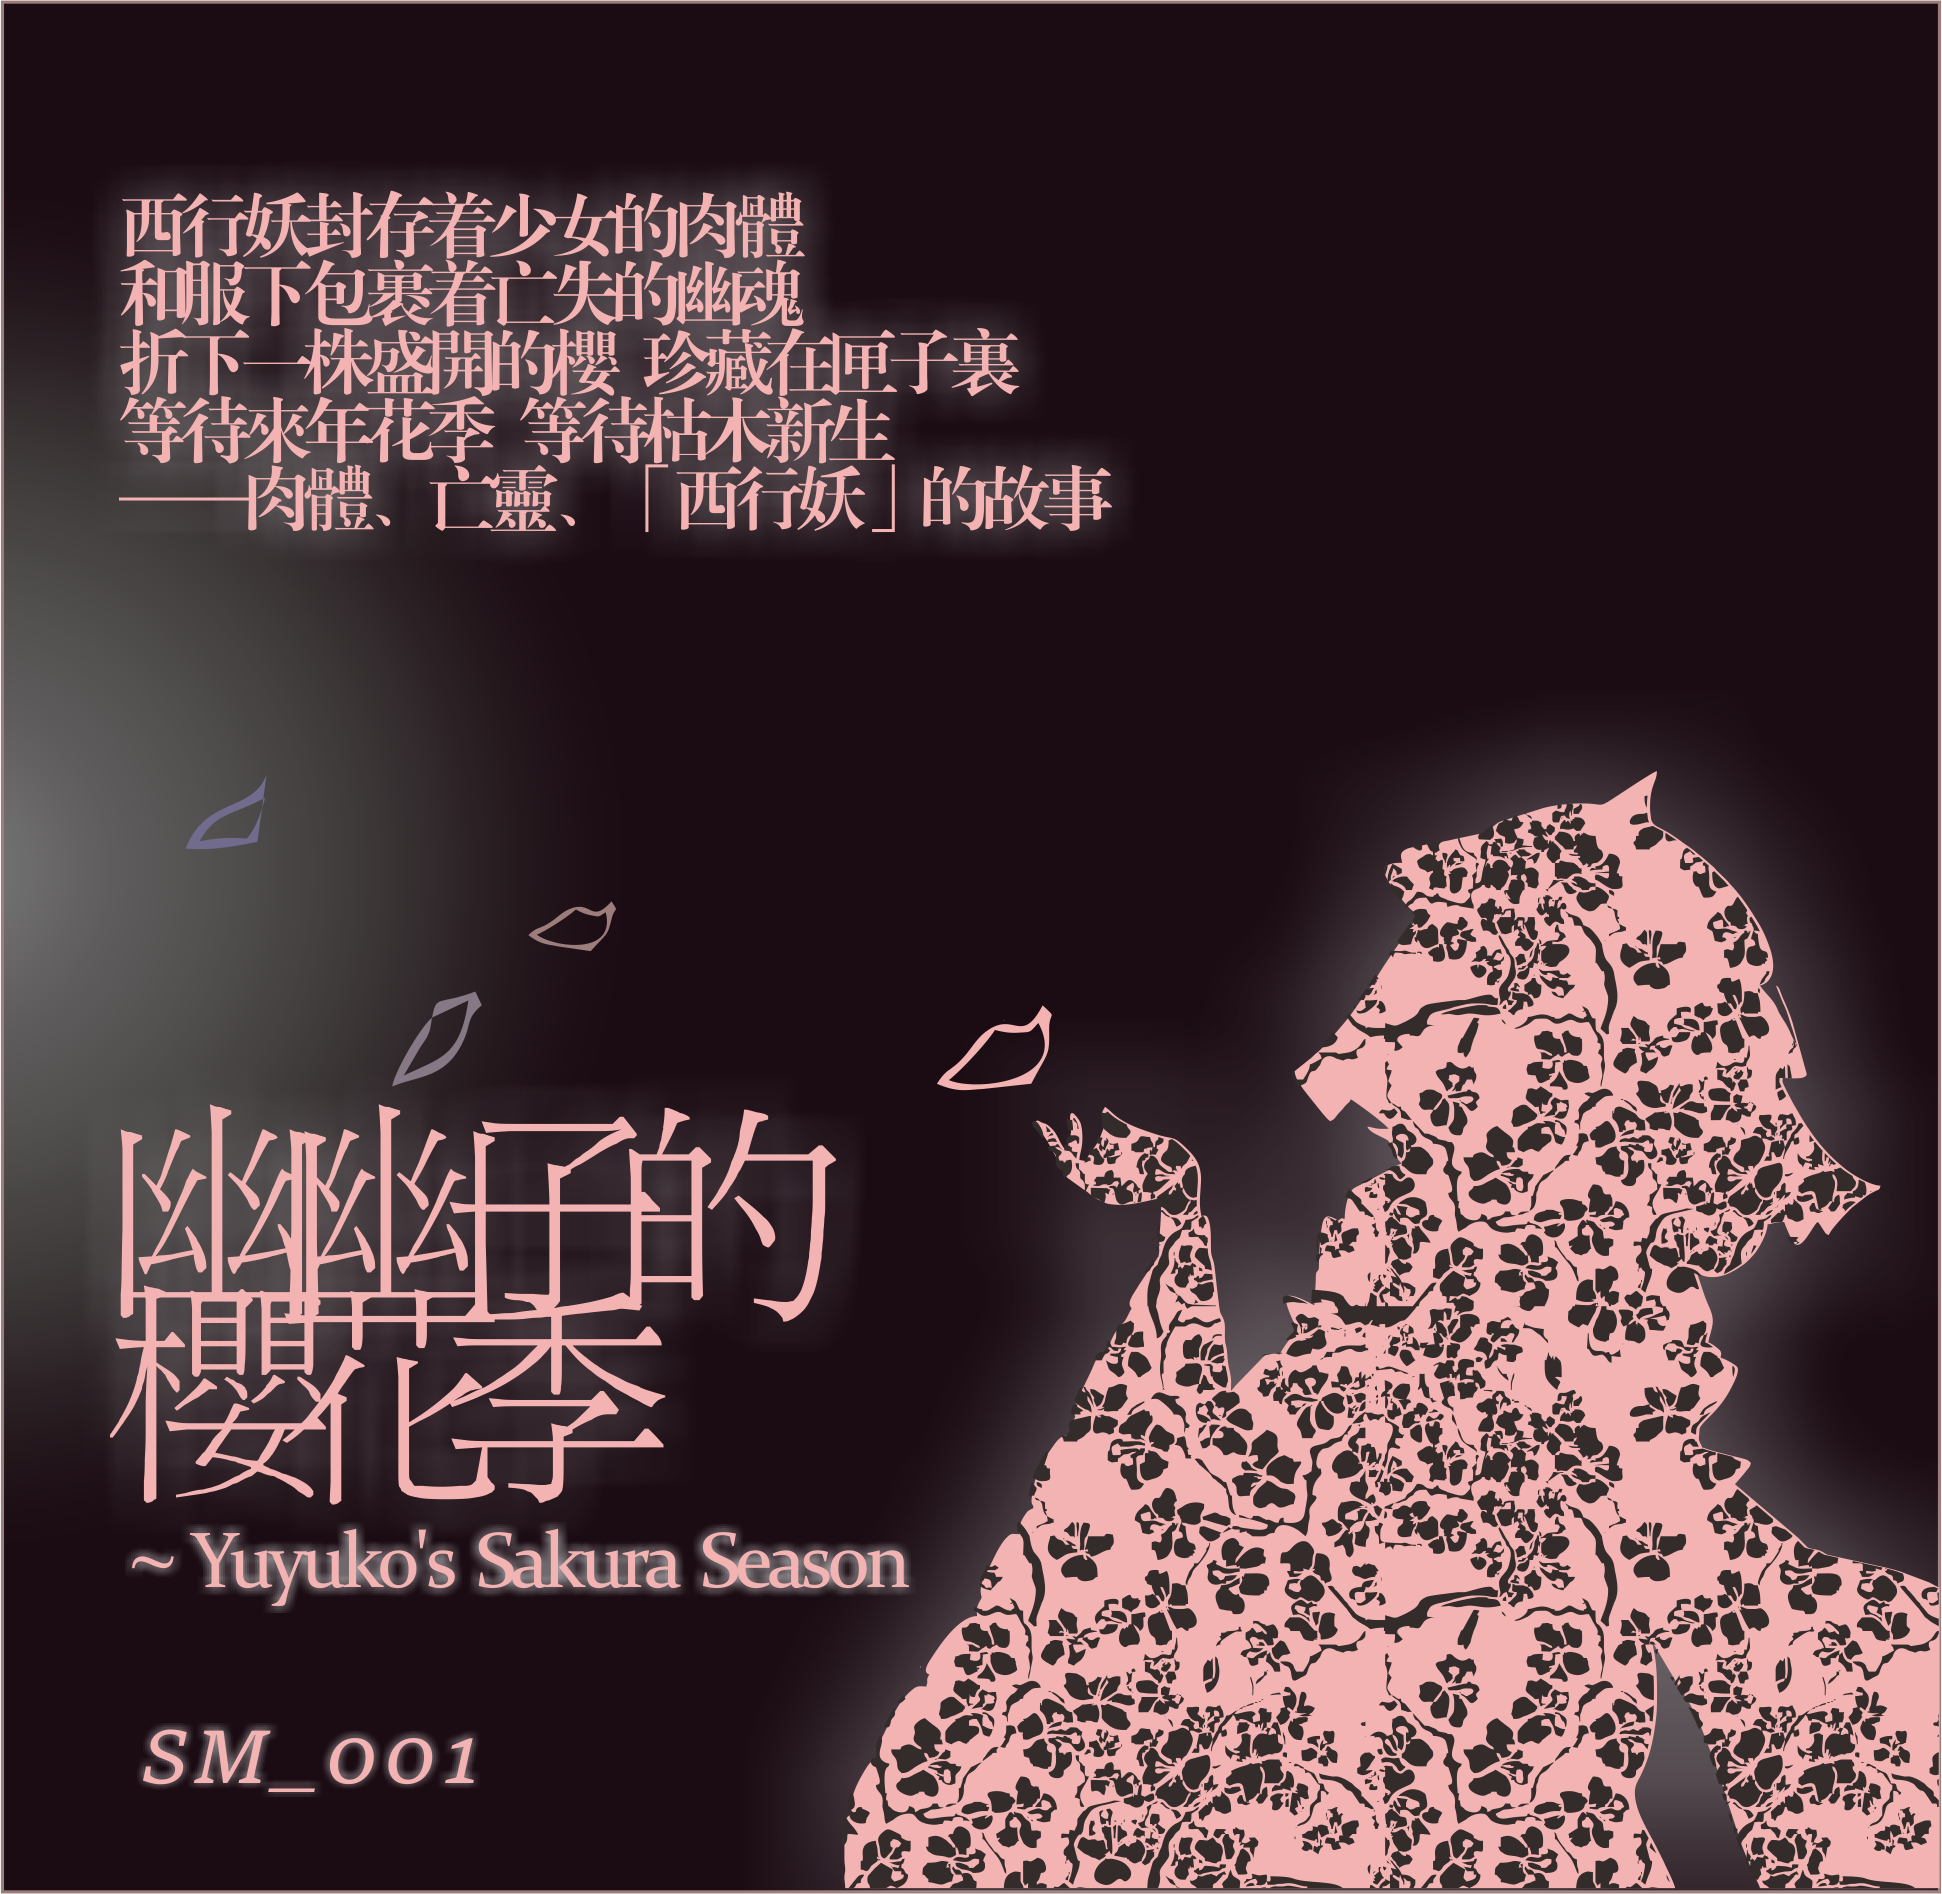 西行妖封存着少女的肉體
和服下包裹着亡失的幽魂
折下一株盛開的櫻 珍藏在匣子裏
等待來年花季 等待枯木新生
——肉體、亡靈、「西行妖」的故事
幽幽子的
櫻花季
~ Yuyuko's Sakura Season
SM_001